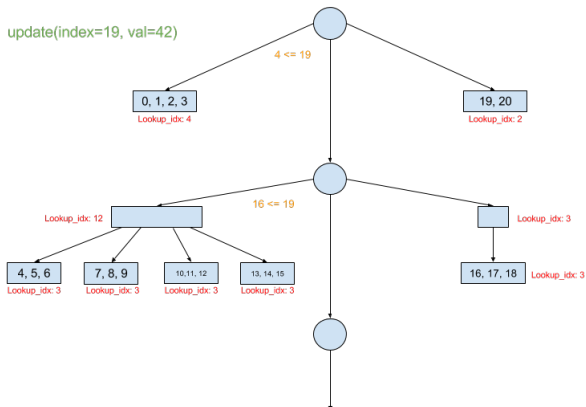 update(index=19, val=42)
4 <= 19
0, 1, 2, 3
Lookup_idx: 4
19, 20
Lookup_idx: 2
16 <= 19
Lookup_idx: 12
Lookup_idx: 3
4, 5, 6
7, 8, 9
10,11, 12
13, 14, 15
16, 17, 18
Lookup_idx: 3
Lookup_idx: 3
Lookup_idx: 3
Lookup_idx: 3
Lookup_idx: 3